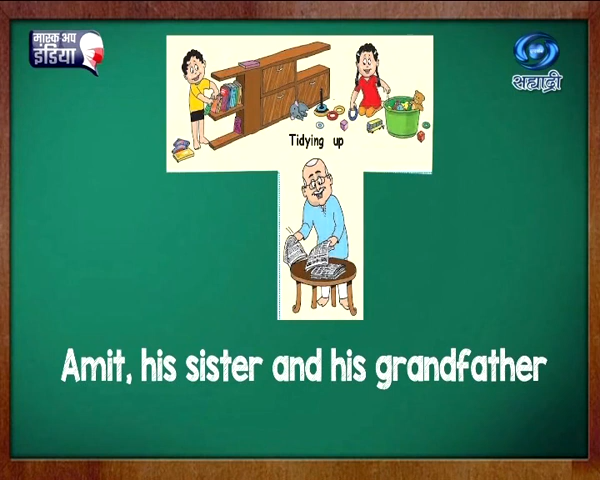 मास्क अप
इंडिया
सह्याद्री
Tidying up
Amit, his sister and his grandfather